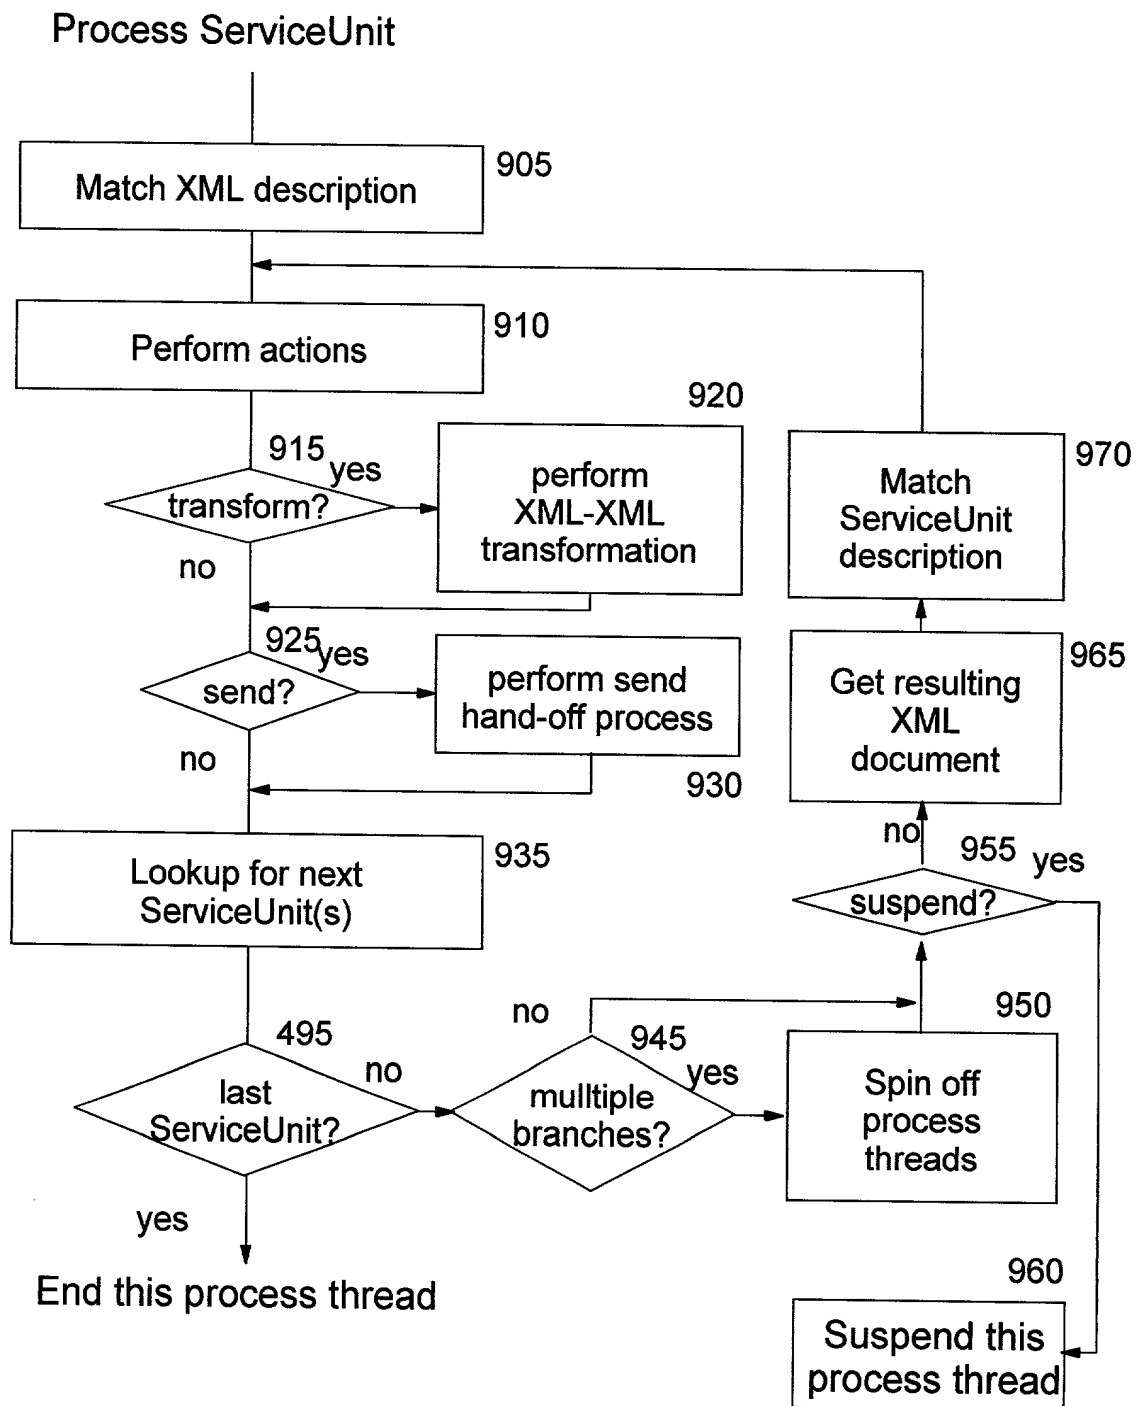 Process ServiceUnit
905
Match XML description
910
Perform actions
920
915
yes
transform?
perform
XML-XML
transformation
no
970
Match
ServiceUnit
description
925
yes
send?
perform send
hand-off process
no
930
965
Get resulting
XML
document
935
Lookup for next
ServiceUnit(s)
no
955
yes
suspend?
495
no
last
ServiceUnit?
no
945
yes
mulltiple
branches?
950
Spin off
process
threads
yes
End this process thread
960
Suspend this
process thread